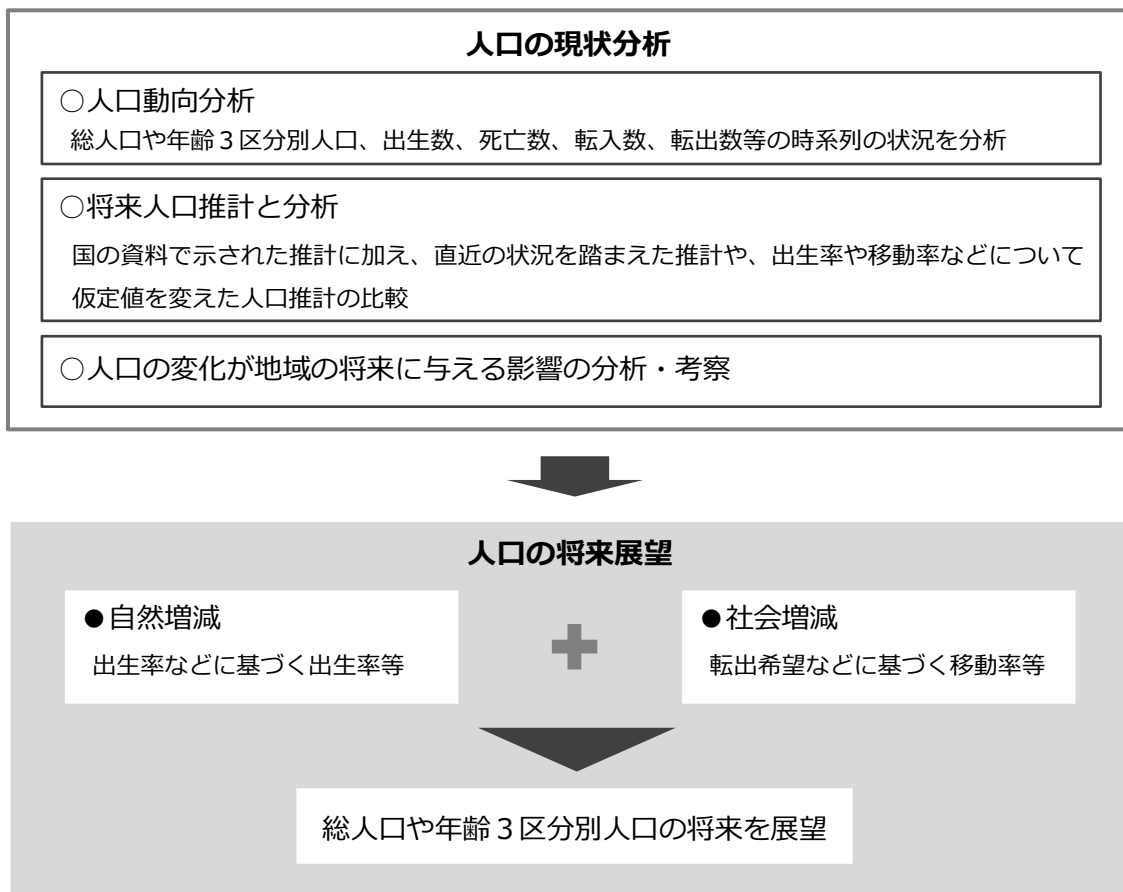 人口の現状分析
○人口動向分析
総人口や年齢３区分別人口、出生数、死亡数、転入数、転出数等の時系列の状況を分析
○将来人口推計と分析
国の資料で示された推計に加え、直近の状況を踏まえた推計や、出生率や移動率などについて
仮定値を変えた人口推計の比較
○人口の変化が地域の将来に与える影響の分析・考察
人口の将来展望
●自然増減
出生率などに基づく出生率等
●社会増減
転出希望などに基づく移動率等
総人口や年齢３区分別人口の将来を展望